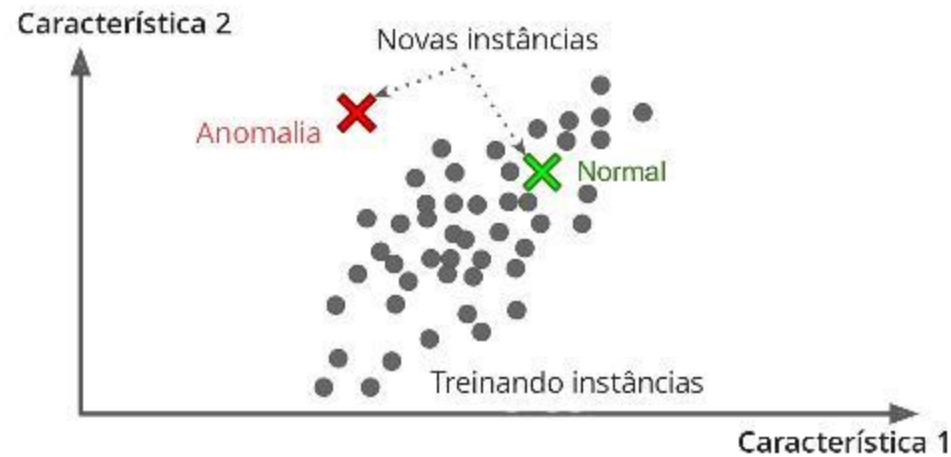 Característica 2
Novas instâncias
Anomalia
Normal
Treinando instâncias
Característica 1